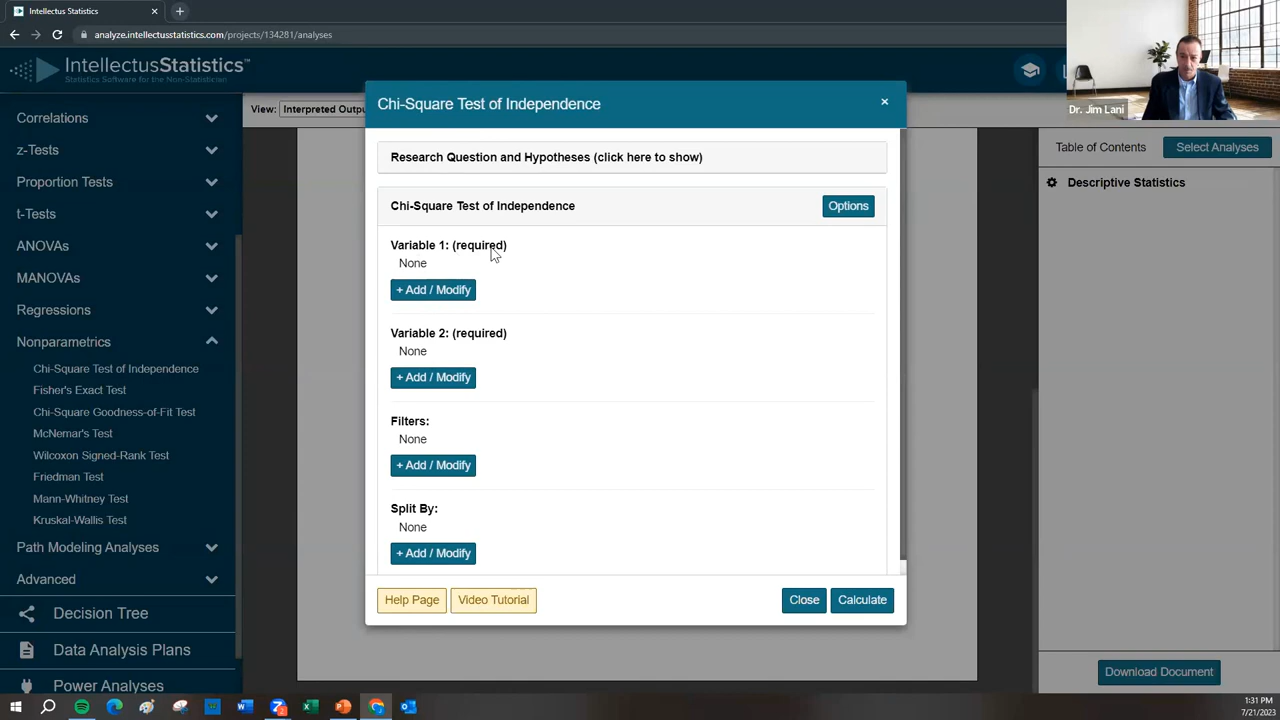 Intellectus Statistics
analyze.intellectusstatistics.com/projects/134281/analyses
IntellectusStatistics™
Statistics Software for the Non-Statistician
Dr. Jim Lani
View:
Interpreted Outpu
Correlations
z-Tests
Proportion Tests
t-Tests
ANOVAs
MANOVAs
Regressions
Nonparametrics
Chi-Square Test of Independence
Fisher's Exact Test
Chi-Square Goodness-of-Fit Test
McNemar's Test
Wilcoxon Signed-Rank Test
Friedman Test
Mann-Whitney Test
Kruskal-Wallis Test
Path Modeling Analyses
Advanced
Decision Tree
Data Analysis Plans
Power Analyses
Chi-Square Test of Independence
×
Research Question and Hypotheses (click here to show)
Chi-Square Test of Independence
Options
Variable 1: (required)
None
+ Add / Modify
Variable 2: (required)
None
+ Add / Modify
Filters:
None
+ Add / Modify
Split By:
None
+ Add / Modify
Help Page
Video Tutorial
Close
Calculate
Table of Contents
Select Analyses
Descriptive Statistics
Download Document
1:31 PM
7/21/2023